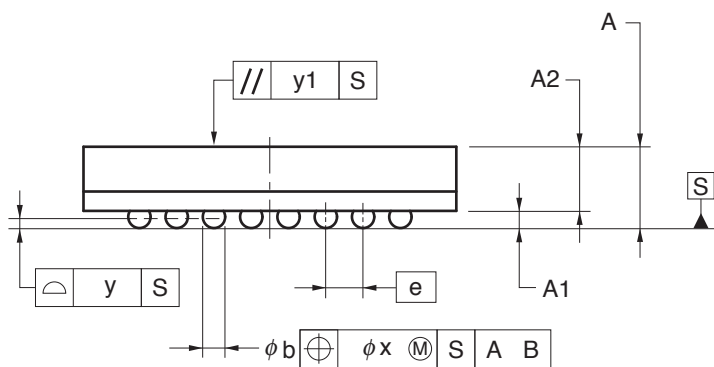 A
// y1 S
A2
S
⌓ y S
e
A1
φb ⌖ φx Ⓜ S A B